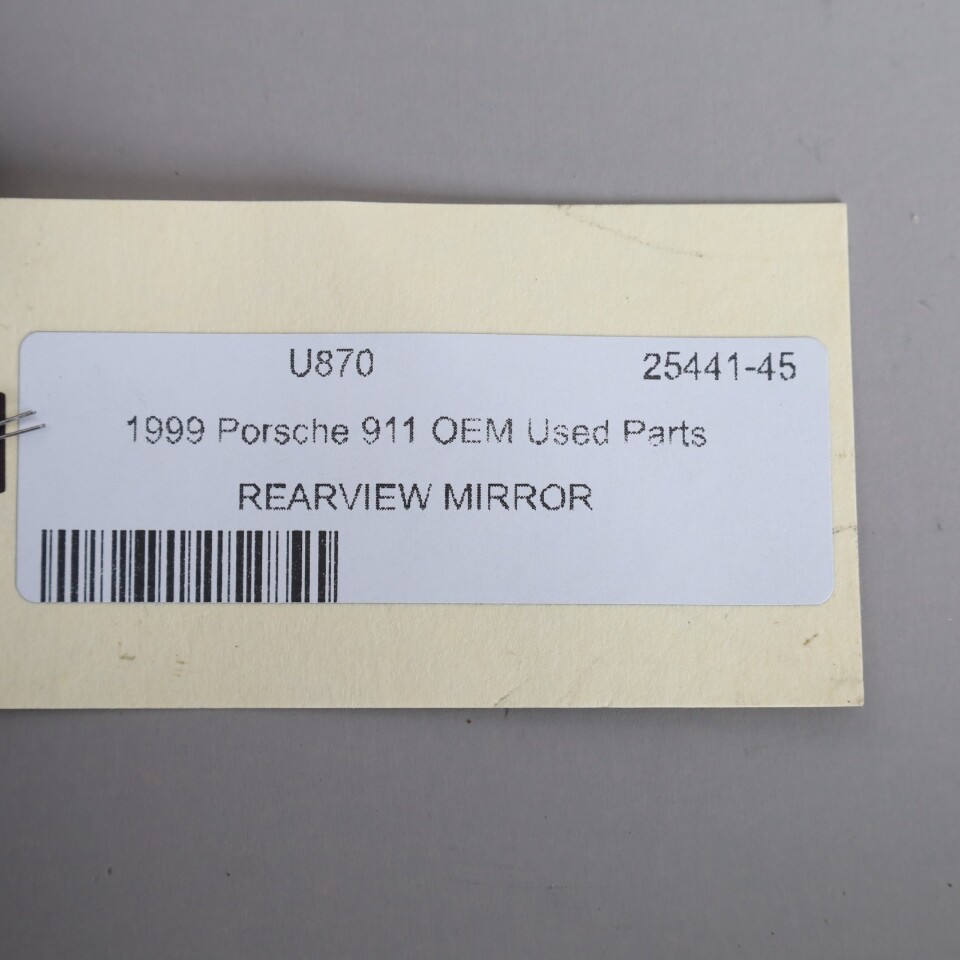 U870 25441-45
1999 Porsche 911 OEM Used Parts
REARVIEW MIRROR